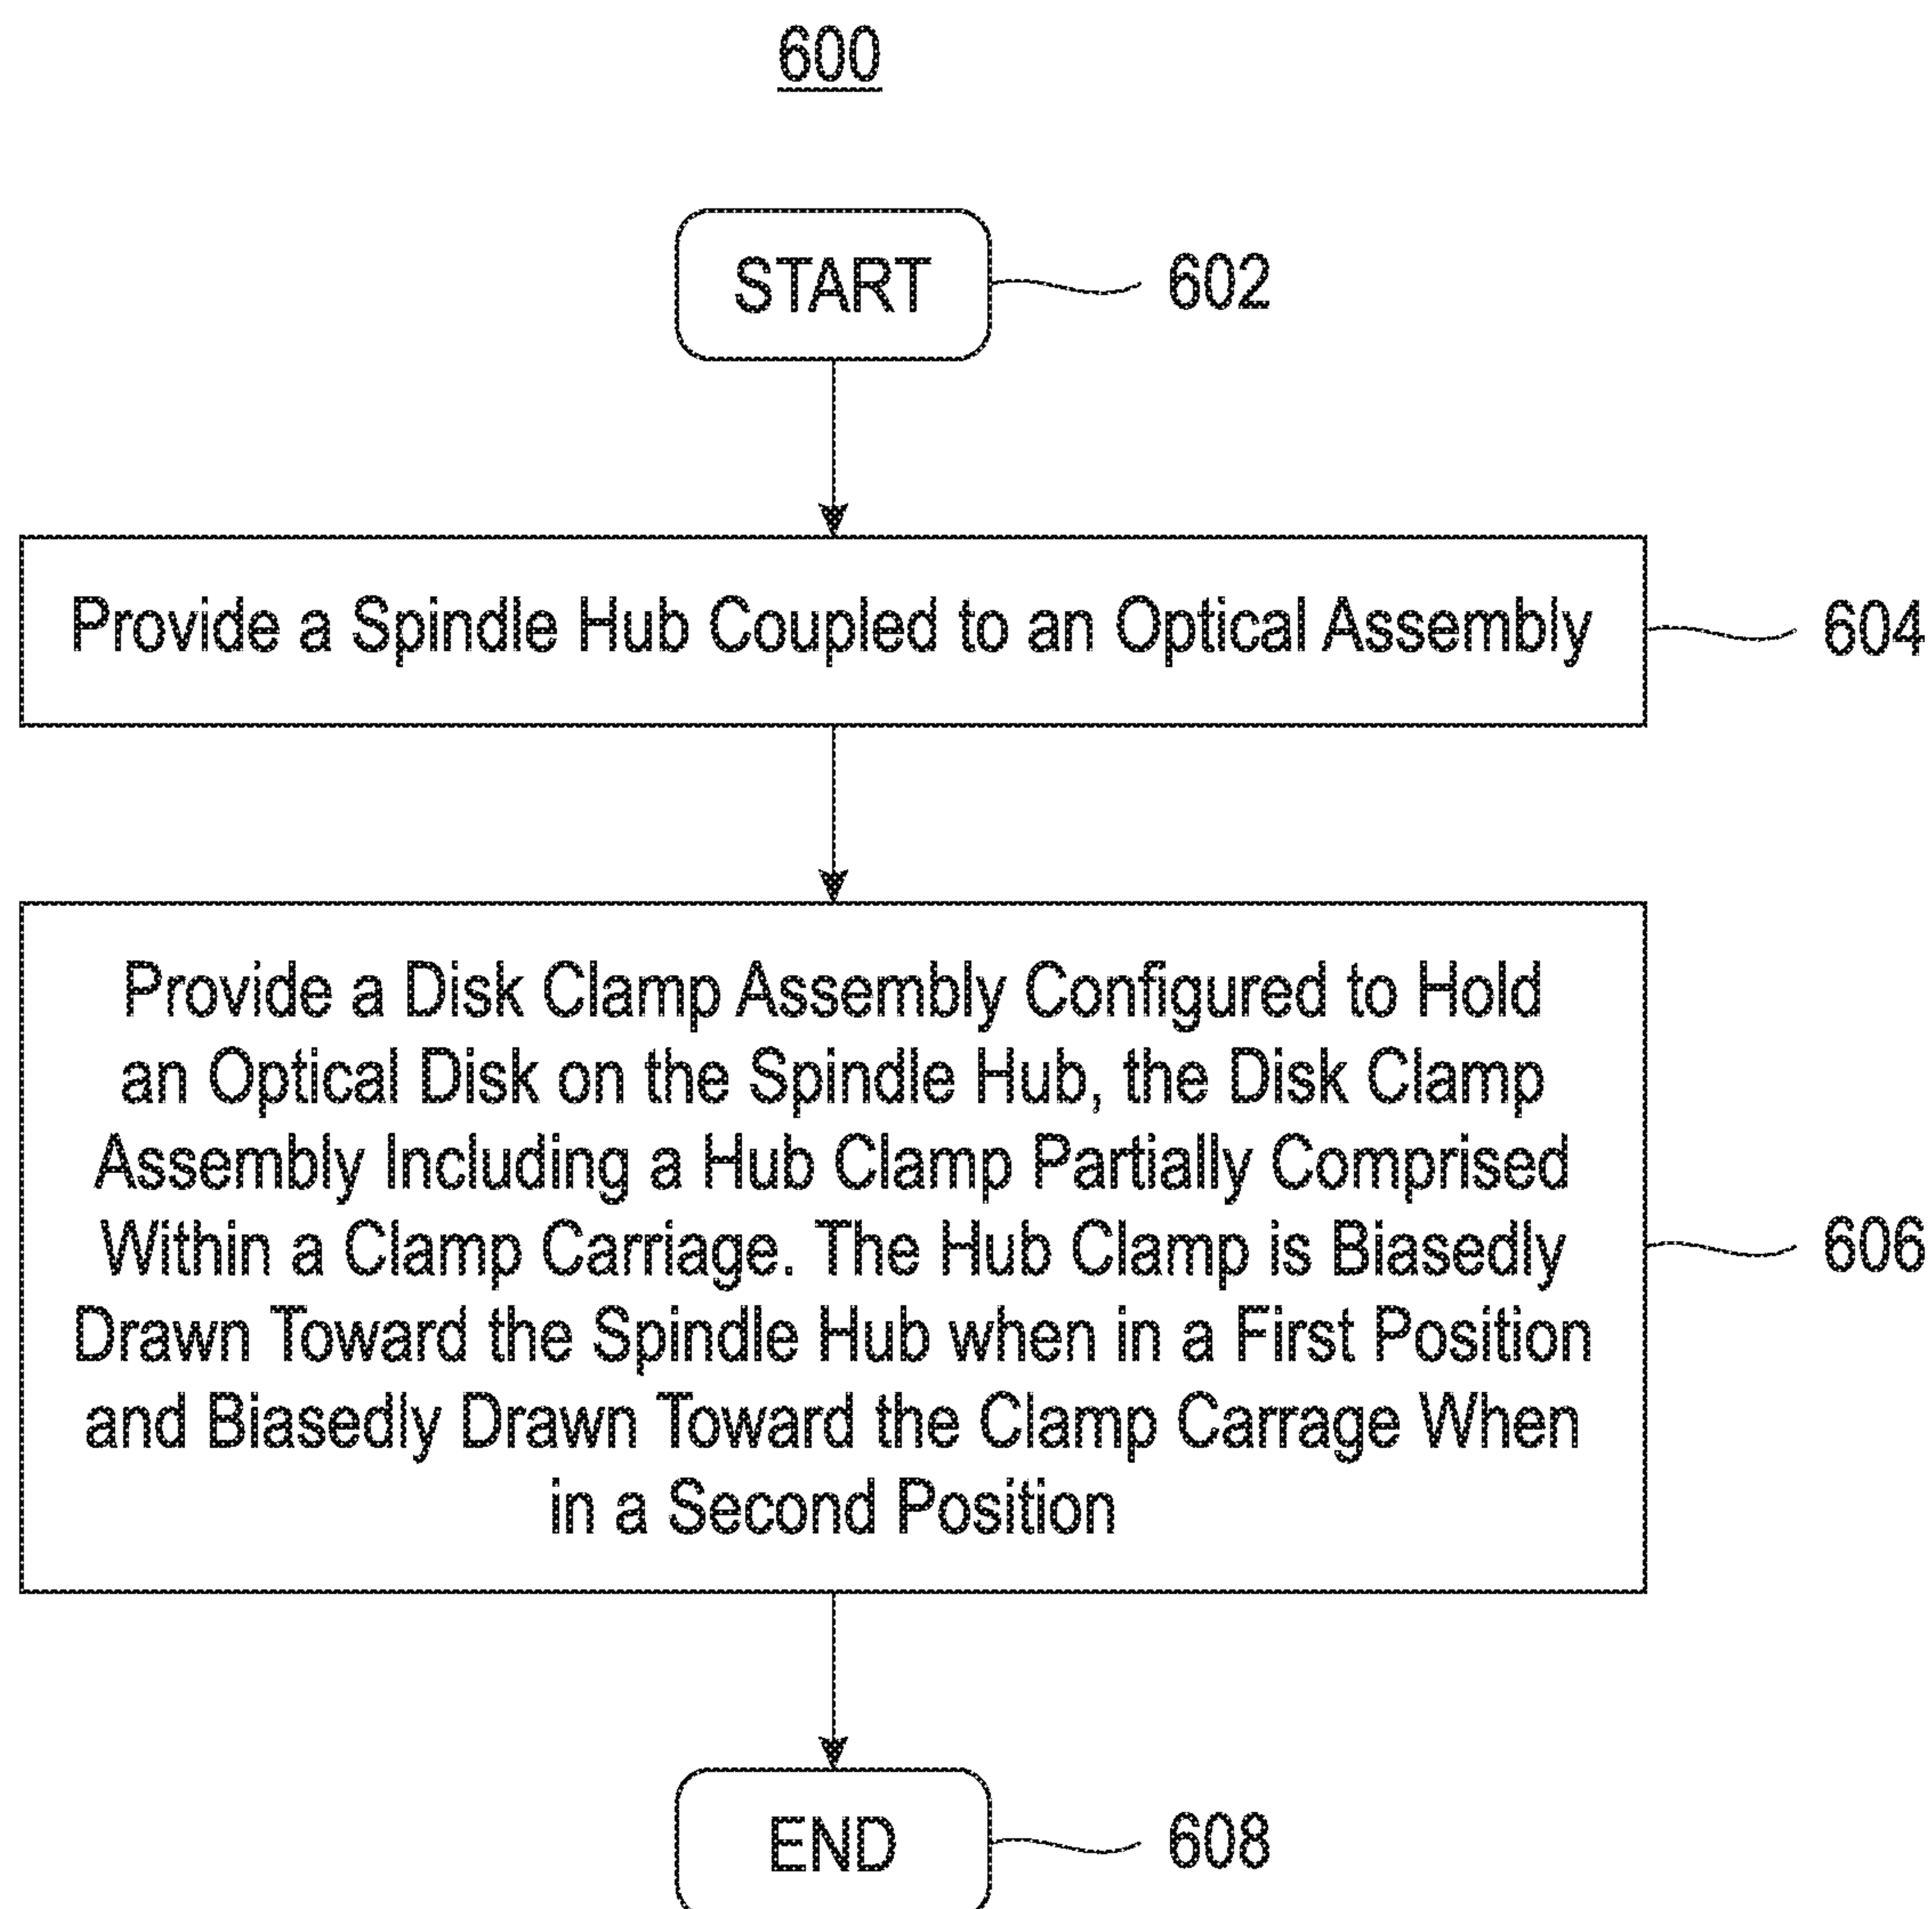 600
START
602
Provide a Spindle Hub Coupled to an Optical Assembly
604
Provide a Disk Clamp Assembly Configured to Hold
an Optical Disk on the Spindle Hub, the Disk Clamp
Assembly Including a Hub Clamp Partially Comprised
Within a Clamp Carriage. The Hub Clamp is Biasedly
606
Drawn Toward the Spindle Hub when in a First Position
and Biasedly Drawn Toward the Clamp Carrage When
in a Second Position
END
608